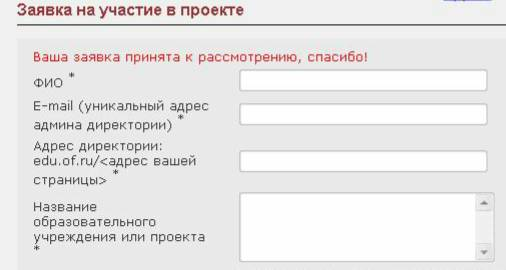 Заявка на участие в проекте
Ваша заявка принята к рассмотрению, спасибо!
ФИО *
E-mail (уникальный адрес
админа директории) *
Адрес директории:
edu.of.ru/<адрес вашей
страницы> *
Название
образовательного
учреждения или проекта
*